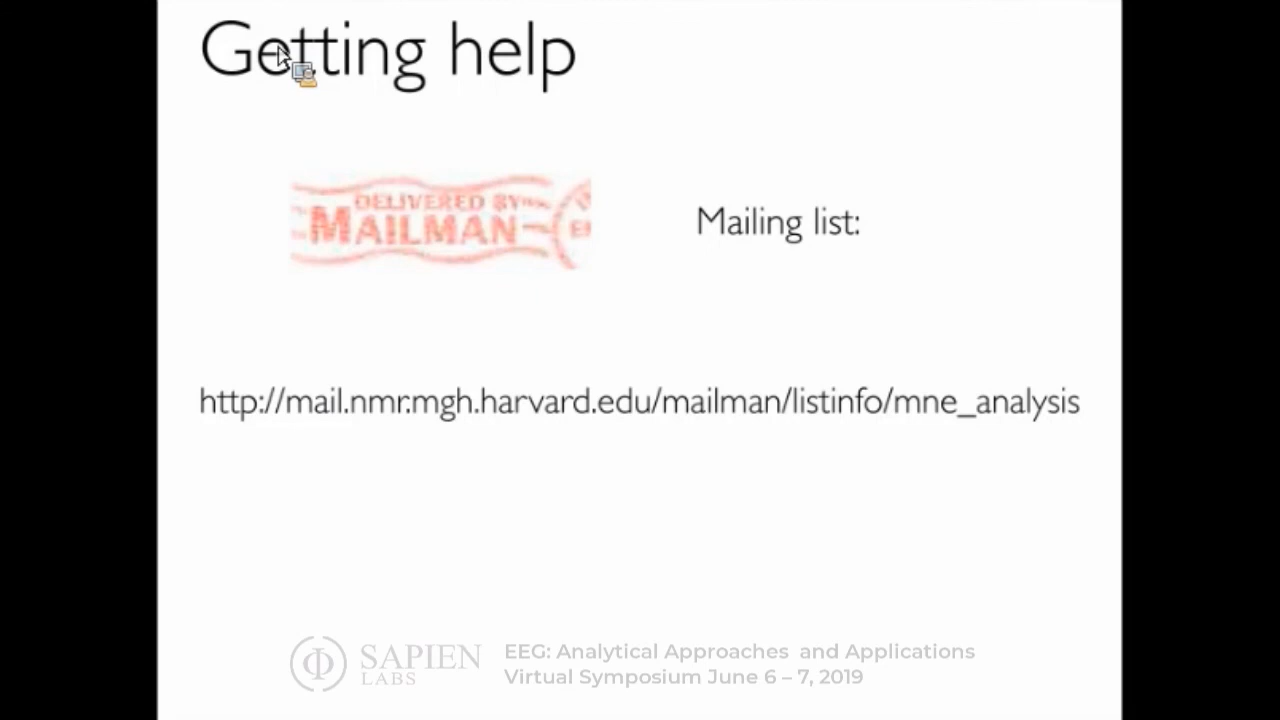 Getting help
DELIVERED BY
MAILMAN
Mailing list:
http://mail.nmr.mgh.harvard.edu/mailman/listinfo/mne_analysis
SAPIEN
LABS
EEG: Analytical Approaches and Applications
Virtual Symposium June 6 – 7, 2019